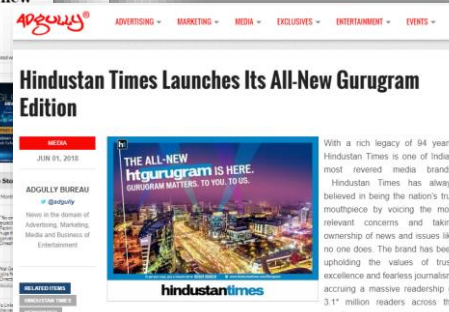 ADGULLY®
ADVERTISING
MARKETING
MEDIA
EXCLUSIVES
ENTERTAINMENT
EVENTS
Hindustan Times Launches Its All-New Gurugram
Edition
MEDIA
JUN 01, 2018
ADGULLY BUREAU
@adgully
News in the domain of
Advertising, Marketing,
Media and Business of
Entertainment
RELATED ITEMS
HINDUSTAN TIMES
ht
THE ALL-NEW
htgurugram IS HERE.
GURUGRAM MATTERS. TO YOU. TO US.
hindustantimes
With a rich legacy of 94 year
Hindustan Times is one of India
most revered media brand
Hindustan Times has alway
believed in being the nation's tru
mouthpiece by voicing the mo
relevant concerns and takin
ownership of news and issues lik
no one does. The brand has bee
upholding the values of trus
excellence and fearless journalism
accruing a massive readership
3.1* million readers across th